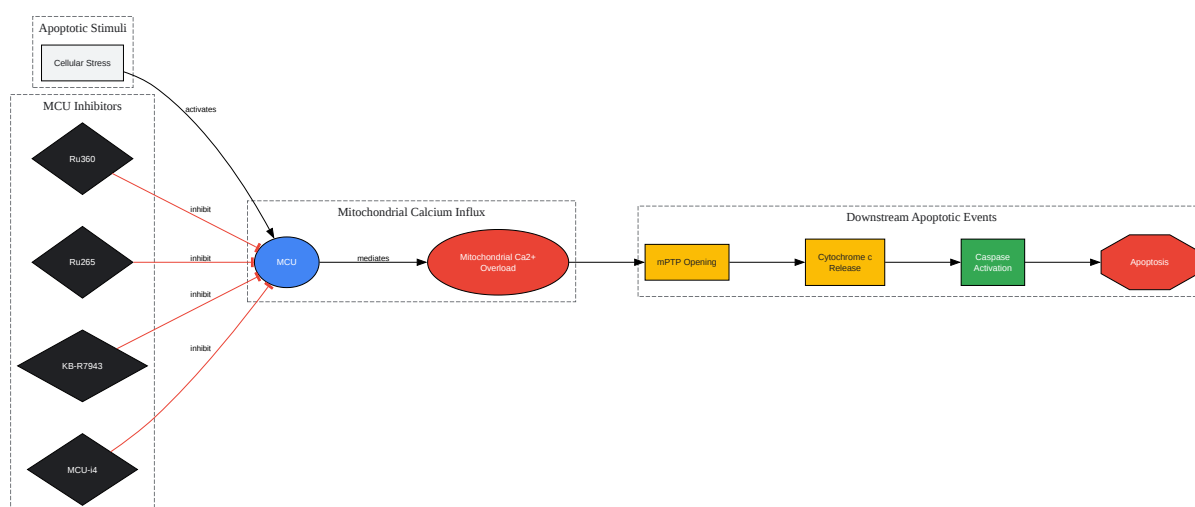 Apoptotic Stimuli
Cellular Stress
activates
MCU Inhibitors
Ru360
Ru265
KB-R7943
MCU-i4
inhibit
inhibit
inhibit
inhibit
Mitochondrial Calcium Influx
MCU
mediates
Mitochondrial Ca2+
Overload
Downstream Apoptotic Events
mPTP Opening
Cytochrome c
Release
Caspase
Activation
Apoptosis